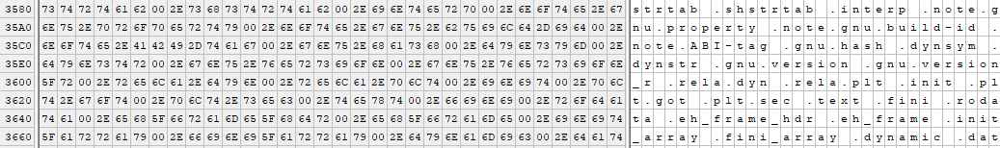 3580 73 74 72 74 61 62 00 2E 73 68 73 74 72 74 61 62 00 2E 69 6E 74 65 72 70 00 2E 6E 6F 74 65 2E 67 strtab .shstrtab .interp .note.g
35A0 6E 75 2E 70 72 6F 70 65 72 74 79 00 2E 6E 6F 74 65 2E 67 6E 75 2E 62 75 69 6C 64 2D 69 64 00 2E nu.property .note.gnu.build-id .
35C0 6E 6F 74 65 2E 41 42 49 2D 74 61 67 00 2E 67 6E 75 2E 68 61 73 68 00 2E 64 79 6E 73 79 6D 00 2E note.ABI-tag .gnu.hash .dynsym .
35E0 64 79 6E 73 74 72 00 2E 67 6E 75 2E 76 65 72 73 69 6F 6E 00 2E 67 6E 75 2E 76 65 72 73 69 6F 6E dynstr .gnu.version .gnu.version
3600 5F 72 00 2E 72 65 6C 61 2E 64 79 6E 00 2E 72 65 6C 61 2E 70 6C 74 00 2E 69 6E 69 74 00 2E 70 6C _r .rela.dyn .rela.plt .init .pl
3620 74 2E 67 6F 74 00 2E 70 6C 74 2E 73 65 63 00 2E 74 65 78 74 00 2E 66 69 6E 69 00 2E 72 6F 64 61 t.got .plt.sec .text .fini .roda
3640 74 61 00 2E 65 68 5F 66 72 61 6D 65 5F 68 64 72 00 2E 65 68 5F 66 72 61 6D 65 00 2E 69 6E 69 74 ta .eh_frame_hdr .eh_frame .init
3660 5F 61 72 72 61 79 00 2E 66 69 6E 69 5F 61 72 72 61 79 00 2E 64 79 6E 61 6D 69 63 00 2E 64 61 74 _array .fini_array .dynamic .dat